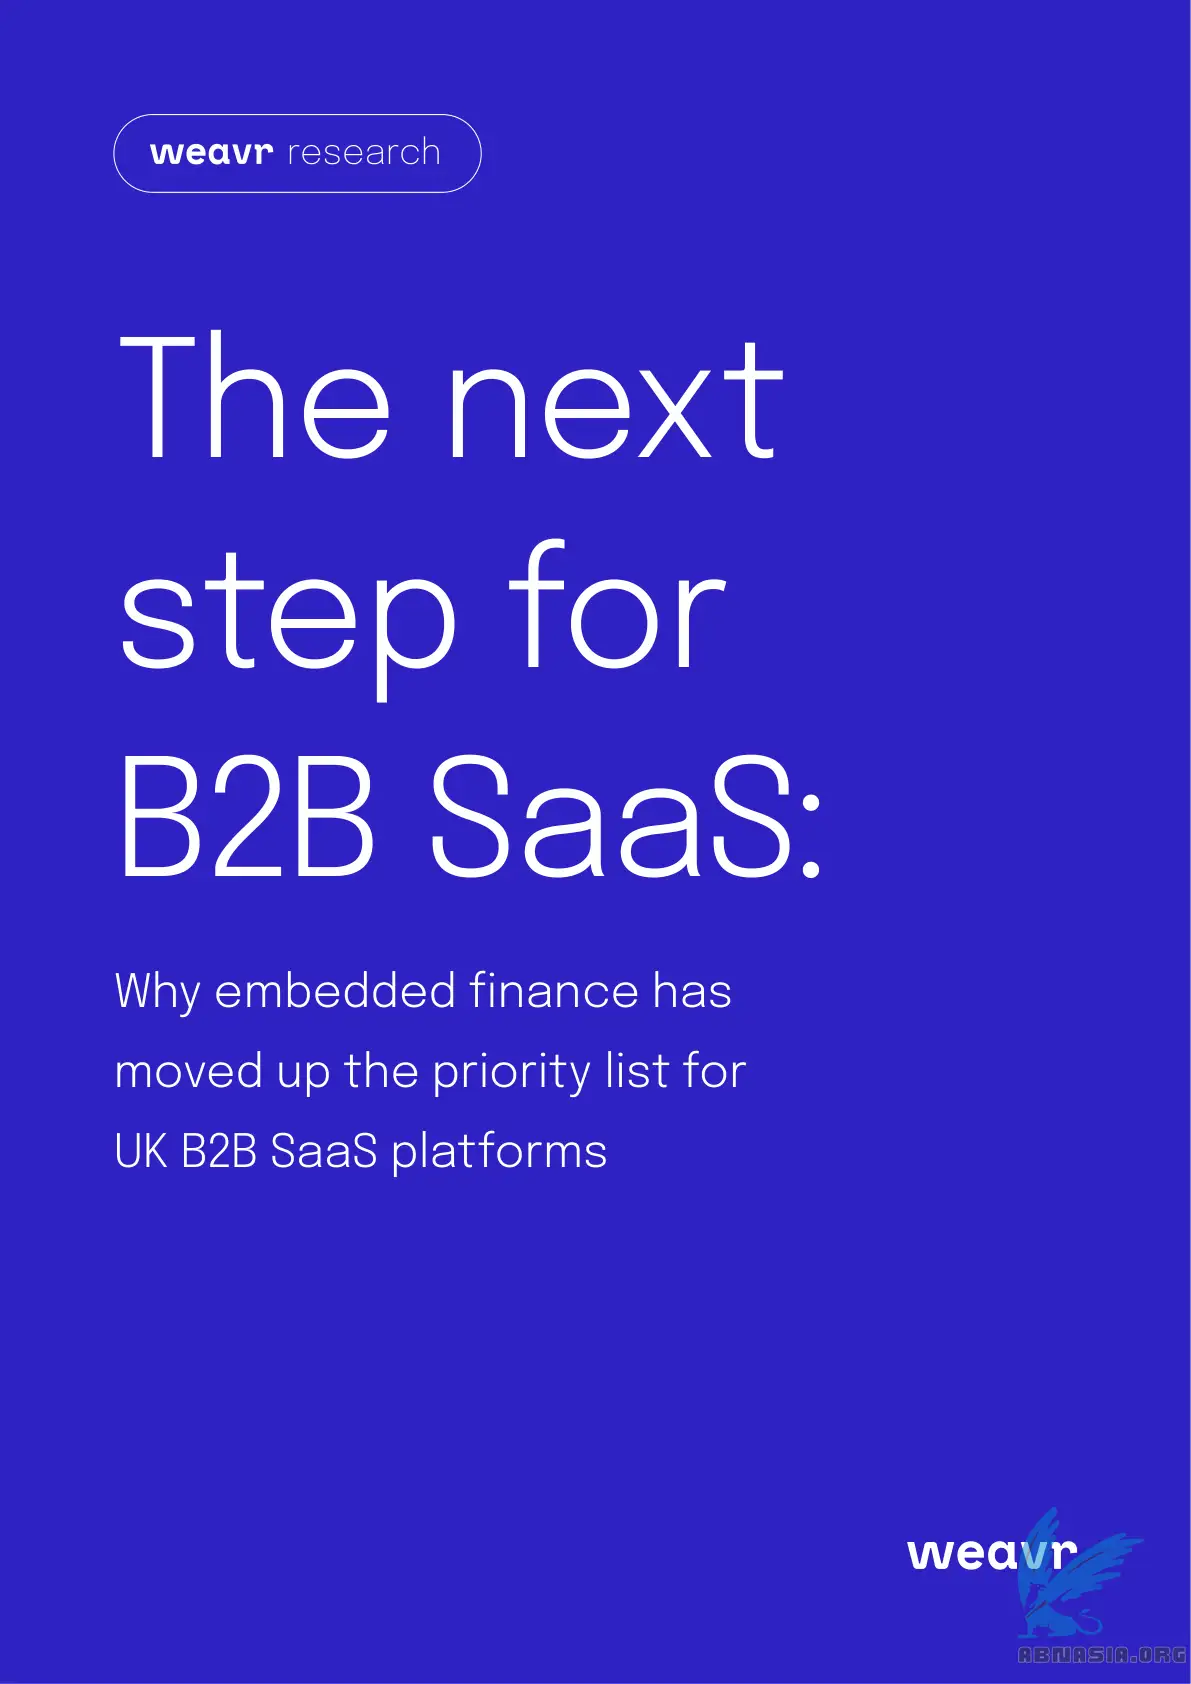 weavr research
The next
step for
B2B SaaS:
Why embedded finance has
moved up the priority list for
UK B2B SaaS platforms
weavr
ABNASIA.ORG